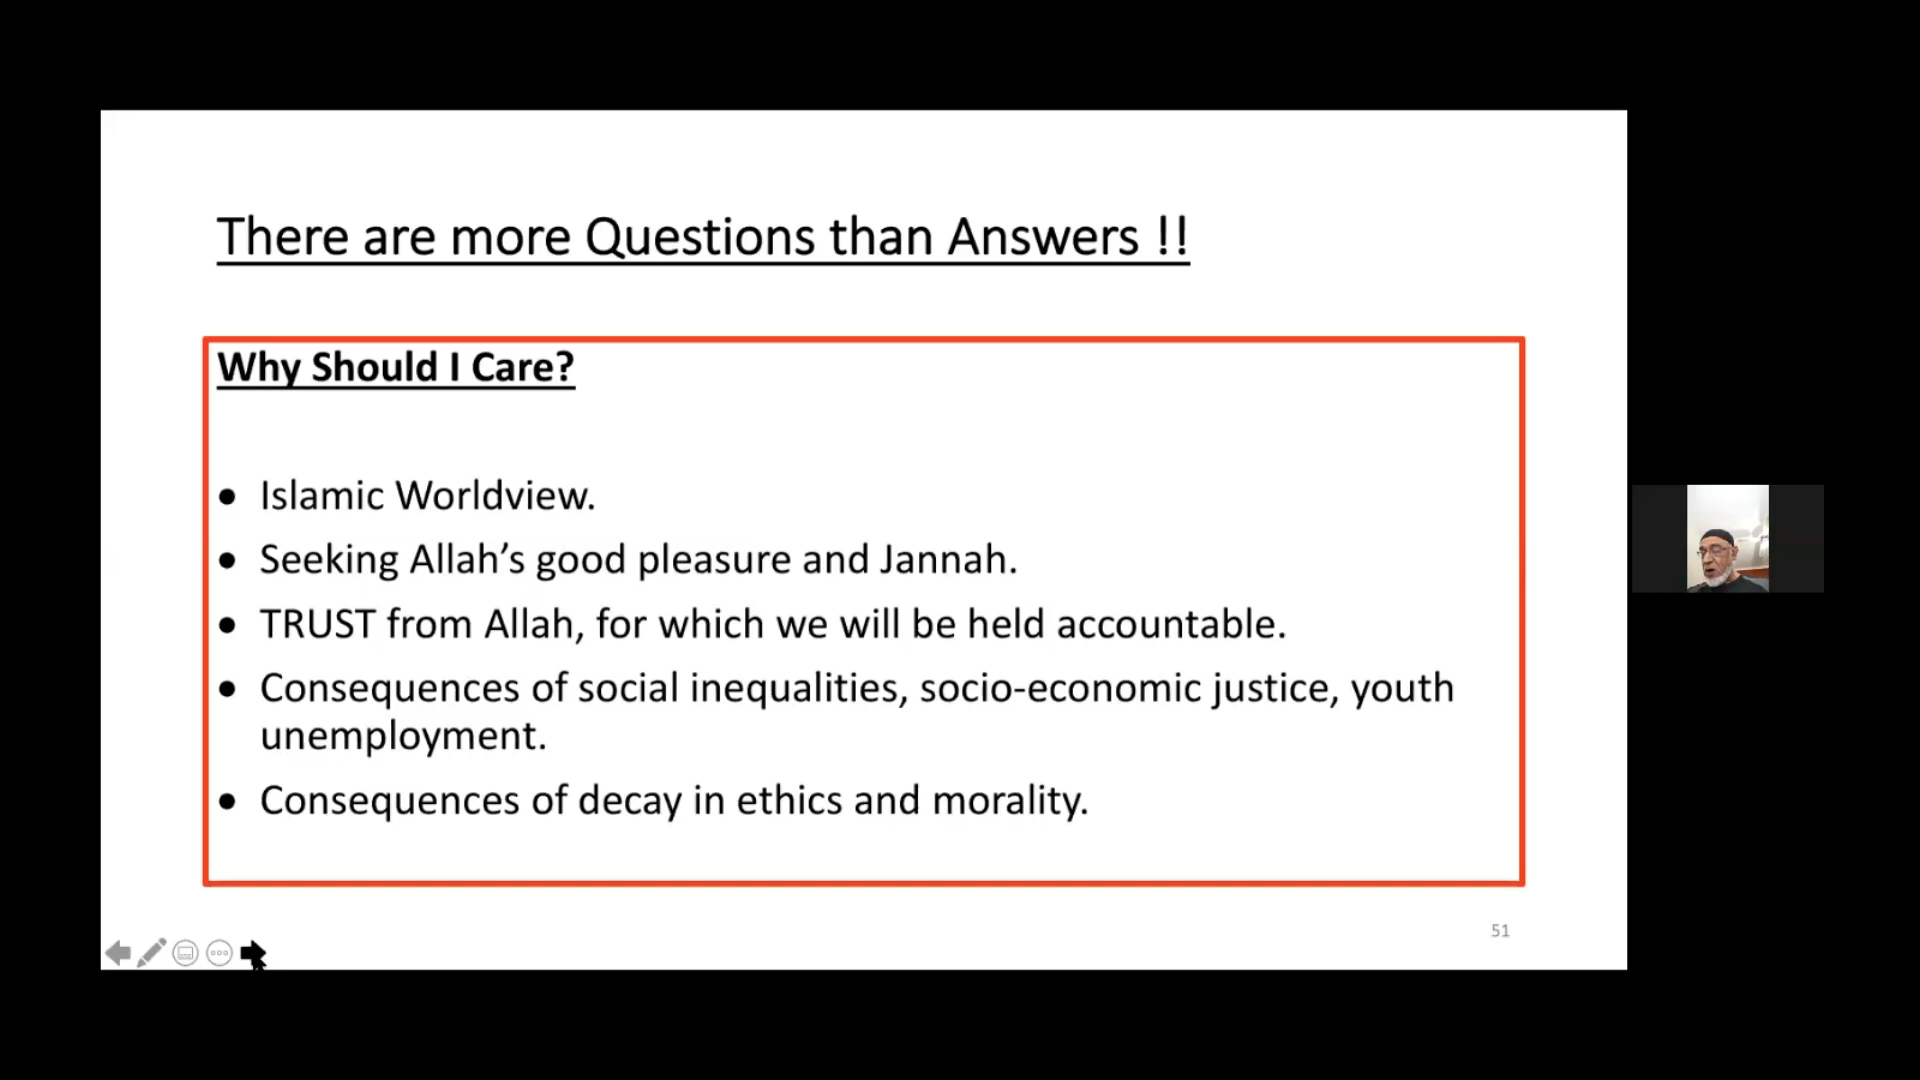 There are more Questions than Answers !!
Why Should I Care?
• Islamic Worldview.
• Seeking Allah’s good pleasure and Jannah.
• TRUST from Allah, for which we will be held accountable.
• Consequences of social inequalities, socio-economic justice, youth
unemployment.
• Consequences of decay in ethics and morality.
51